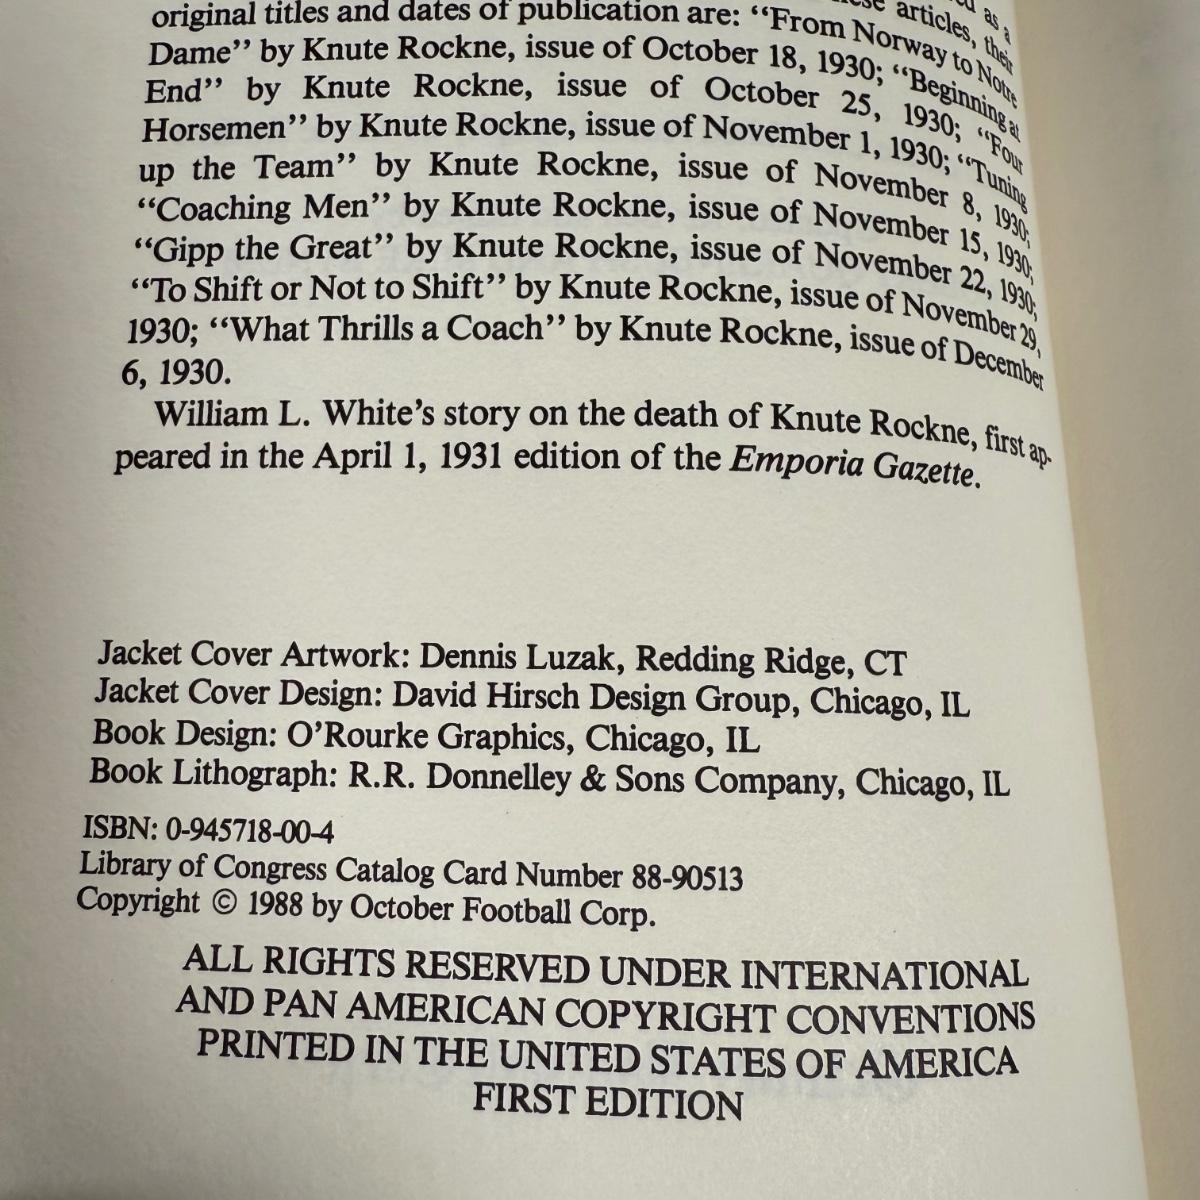 ed as a
these articles, their
original titles and dates of publication are: “From Norway to Notre
Dame” by Knute Rockne, issue of October 18, 1930; “Beginning at
End” by Knute Rockne, issue of October 25, 1930; “Four
Horsemen” by Knute Rockne, issue of November 1, 1930; “Tuning
up the Team” by Knute Rockne, issue of November 8, 1930;
“Coaching Men” by Knute Rockne, issue of November 15, 1930;
“Gipp the Great” by Knute Rockne, issue of November 22, 1930;
“To Shift or Not to Shift” by Knute Rockne, issue of November 29,
1930; “What Thrills a Coach” by Knute Rockne, issue of December
6, 1930.
William L. White’s story on the death of Knute Rockne, first ap-
peared in the April 1, 1931 edition of the Emporia Gazette.
Jacket Cover Artwork: Dennis Luzak, Redding Ridge, CT
Jacket Cover Design: David Hirsch Design Group, Chicago, IL
Book Design: O’Rourke Graphics, Chicago, IL
Book Lithograph: R.R. Donnelley & Sons Company, Chicago, IL
ISBN: 0-945718-00-4
Library of Congress Catalog Card Number 88-90513
Copyright © 1988 by October Football Corp.
ALL RIGHTS RESERVED UNDER INTERNATIONAL
AND PAN AMERICAN COPYRIGHT CONVENTIONS
PRINTED IN THE UNITED STATES OF AMERICA
FIRST EDITION